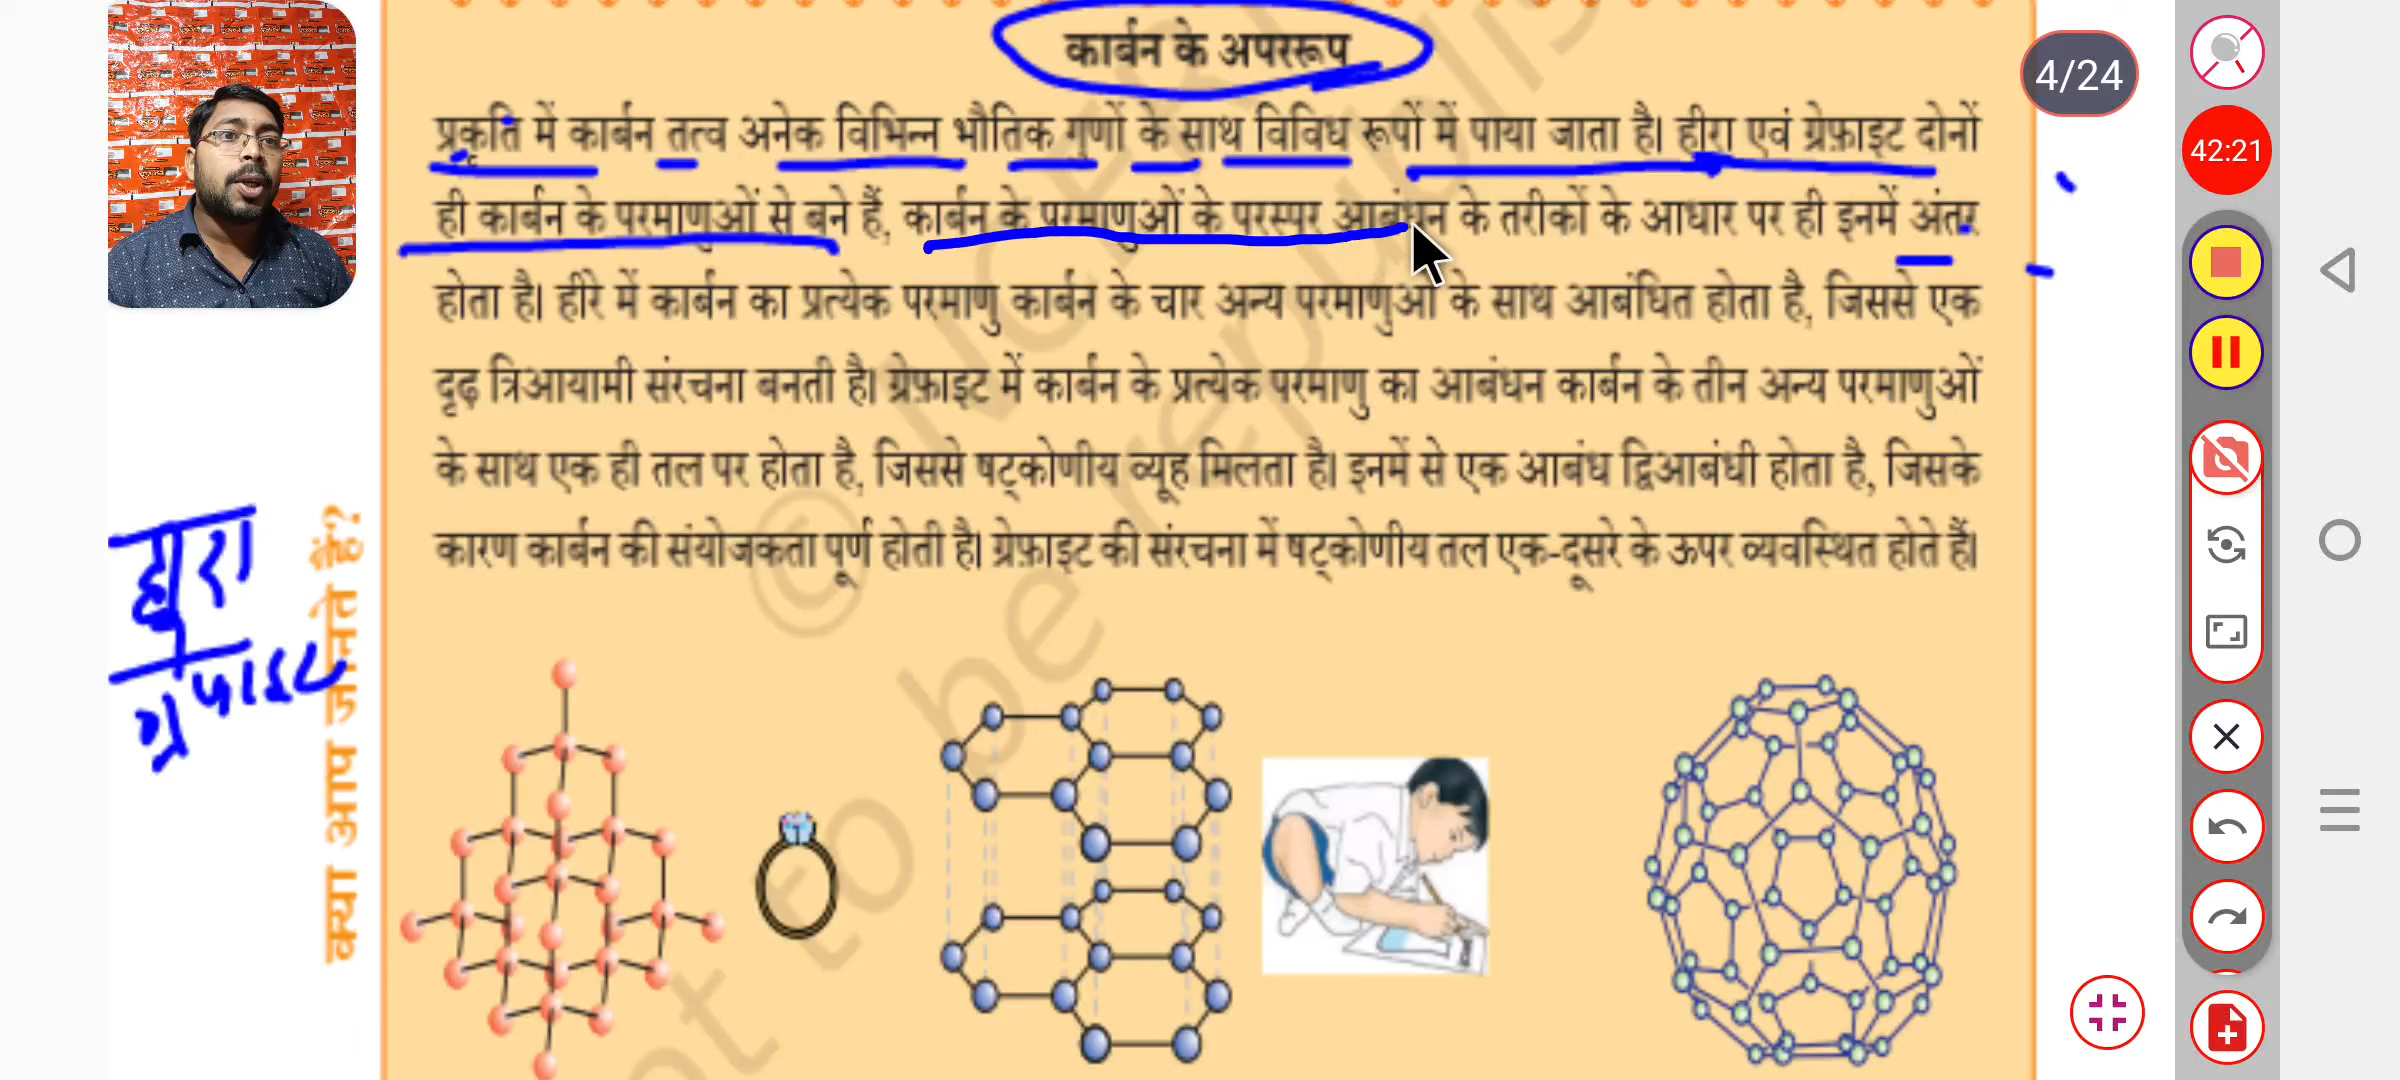 कार्बन के अपररूप
4/24
42:21
प्रकृति में कार्बन तत्व अनेक विभिन्न भौतिक गुणों के साथ विविध रूपों में पाया जाता है। हीरा एवं ग्रेफ़ाइट दोनों
ही कार्बन के परमाणुओं से बने हैं, कार्बन के परमाणुओं के परस्पर आबंधन के तरीकों के आधार पर ही इनमें अंतर
होता है। हीरे में कार्बन का प्रत्येक परमाणु कार्बन के चार अन्य परमाणुओं के साथ आबंधित होता है, जिससे एक
दृढ़ त्रिआयामी संरचना बनती है। ग्रेफ़ाइट में कार्बन के प्रत्येक परमाणु का आबंधन कार्बन के तीन अन्य परमाणुओं
के साथ एक ही तल पर होता है, जिससे षट्कोणीय व्यूह मिलता है। इनमें से एक आबंध द्विआबंधी होता है, जिसके
कारण कार्बन की संयोजकता पूर्ण होती है। ग्रेफ़ाइट की संरचना में षट्कोणीय तल एक-दूसरे के ऊपर व्यवस्थित होते हैं।
हीरा
ग्रेफाइट
क्या आप जानते हैं?
©
to be republis